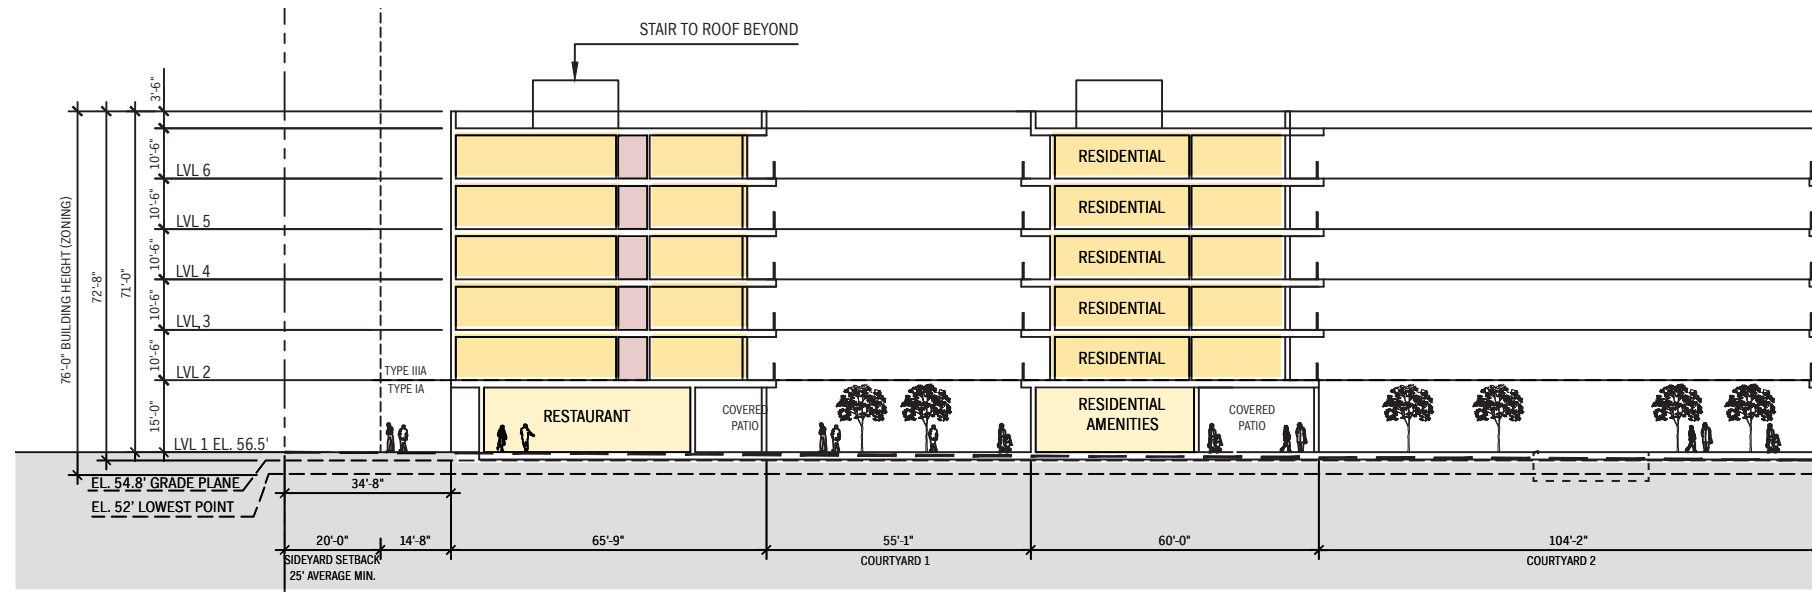 STAIR TO ROOF BEYOND
3'-6"
10'-6"
LVL 6
RESIDENTIAL
10'-6"
LVL 5
RESIDENTIAL
10'-6"
LVL 4
RESIDENTIAL
10'-6"
LVL 3
RESIDENTIAL
10'-6"
LVL 2
RESIDENTIAL
76'-0" BUILDING HEIGHT (ZONING)
72'-8"
71'-0"
TYPE IIIA
TYPE IA
15'-0"
LVL 1 EL. 56.5'
RESTAURANT
COVERED
PATIO
RESIDENTIAL
AMENITIES
COVERED
PATIO
EL. 54.8' GRADE PLANE
EL. 52' LOWEST POINT
34'-8"
20'-0"
14'-8"
65'-9"
55'-1"
60'-0"
104'-2"
SIDEYARD SETBACK
25' AVERAGE MIN.
COURTYARD 1
COURTYARD 2